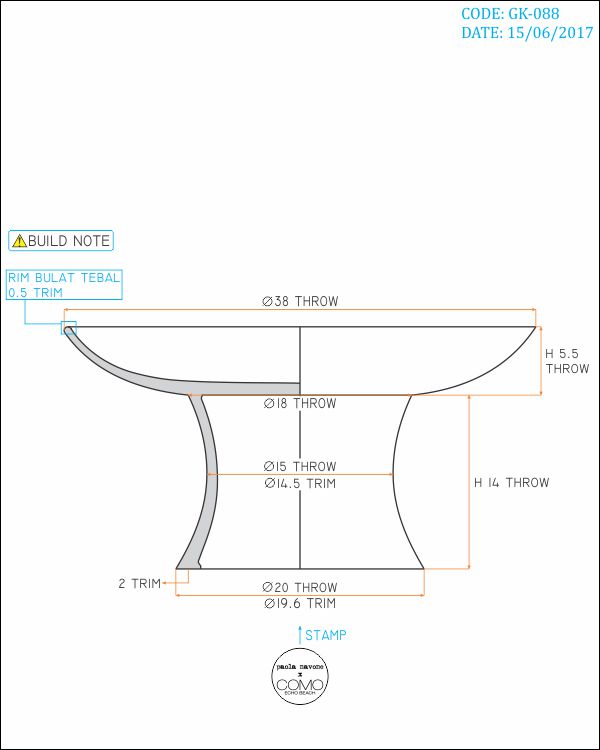 CODE: GK-088
DATE: 15/06/2017
BUILD NOTE
RIM BULAT TEBAL
0.5 TRIM
Ø38 THROW
H 5.5
THROW
Ø18 THROW
Ø15 THROW
Ø14.5 TRIM
H 14 THROW
2 TRIM
Ø20 THROW
Ø19.6 TRIM
STAMP
paola navone
x
COMO
ECHO BEACH